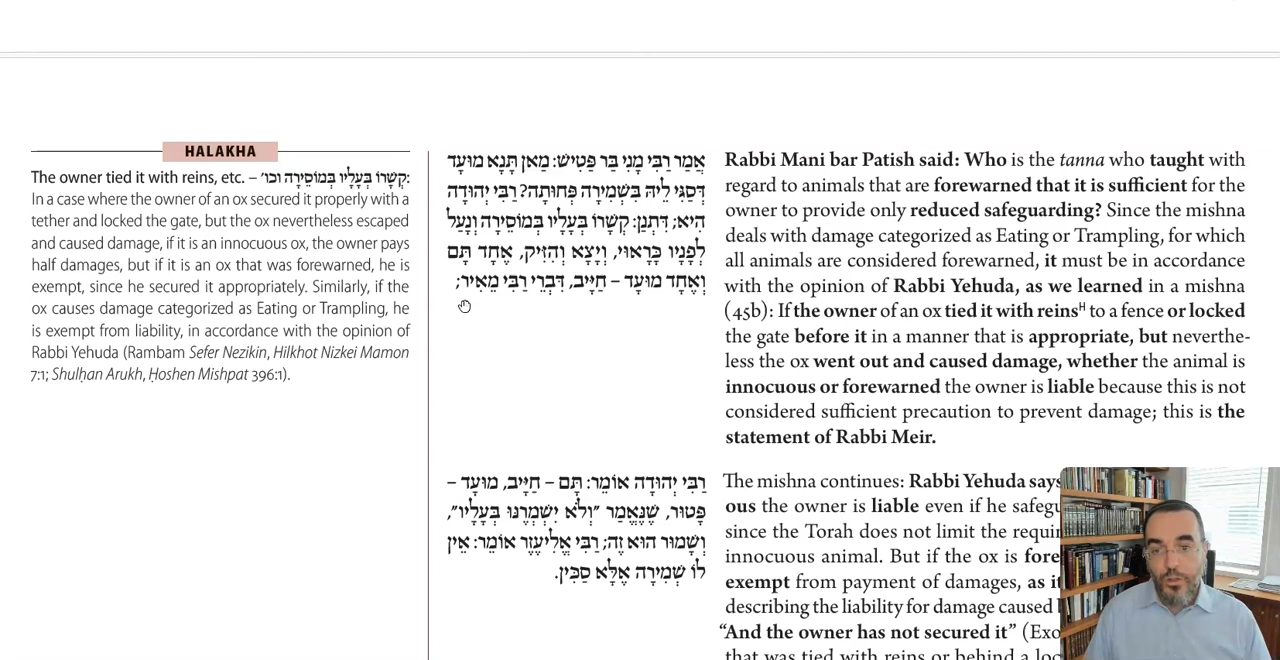 HALAKHA
The owner tied it with reins, etc. – קְשָׁרוֹ בְּעָלָיו בְּמוֹסֵירָה וכו׳:
In a case where the owner of an ox secured it properly with a
tether and locked the gate, but the ox nevertheless escaped
and caused damage, if it is an innocuous ox, the owner pays
half damages, but if it is an ox that was forewarned, he is
exempt, since he secured it appropriately. Similarly, if the
ox causes damage categorized as Eating or Trampling, he
is exempt from liability, in accordance with the opinion of
Rabbi Yehuda (Rambam Sefer Nezikin, Hilkhot Nizkei Mamon
7:1; Shulḥan Arukh, Ḥoshen Mishpat 396:1).
אֲמַר רַבִּי מָנִי בַּר פַּטִּישׁ: מַאן תָּנָא מוּעָד
דְּסַגִּי לֵיהּ בִּשְׁמִירָה פְּחוּתָה? רַבִּי יְהוּדָה
הִיא; דִּתְנַן: קְשָׁרוֹ בְּעָלָיו בְּמוֹסֵירָה וְנָעַל
לְפָנָיו כָּרָאוּי, וְיָצָא וְהִזִּיק, אֶחָד תָּם
וְאֶחָד מוּעָד – חַיָּיב, דִּבְרֵי רַבִּי מֵאִיר;
רַבִּי יְהוּדָה אוֹמֵר: תָּם – חַיָּיב, מוּעָד –
פָּטוּר, שֶׁנֶּאֱמַר ״וְלֹא יִשְׁמְרֶנּוּ בְּעָלָיו״,
וְשָׁמוּר הוּא זֶה; רַבִּי אֱלִיעֶזֶר אוֹמֵר: אֵין
לוֹ שְׁמִירָה אֶלָּא סַכִּין.
Rabbi Mani bar Patish said: Who is the tanna who taught with
regard to animals that are forewarned that it is sufficient for the
owner to provide only reduced safeguarding? Since the mishna
deals with damage categorized as Eating or Trampling, for which
all animals are considered forewarned, it must be in accordance
with the opinion of Rabbi Yehuda, as we learned in a mishna
(45b): If the owner of an ox tied it with reinsᴴ to a fence or locked
the gate before it in a manner that is appropriate, but neverthe-
less the ox went out and caused damage, whether the animal is
innocuous or forewarned the owner is liable because this is not
considered sufficient precaution to prevent damage; this is the
statement of Rabbi Meir.
The mishna continues: Rabbi Yehuda says
ous the owner is liable even if he safegu
since the Torah does not limit the requir
innocuous animal. But if the ox is fore
exempt from payment of damages, as it
describing the liability for damage caused
“And the owner has not secured it” (Exo
that was tied with reins or behind a loc